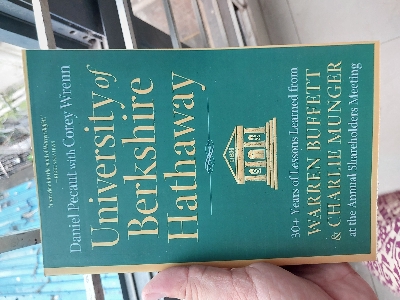 Daniel Pecaut with Corey Wrenn
University of
Berkshire
Hathaway
30+ Years of Lessons Learned from
WARREN BUFFETT
& CHARLIE MUNGER
at the Annual Shareholders Meeting